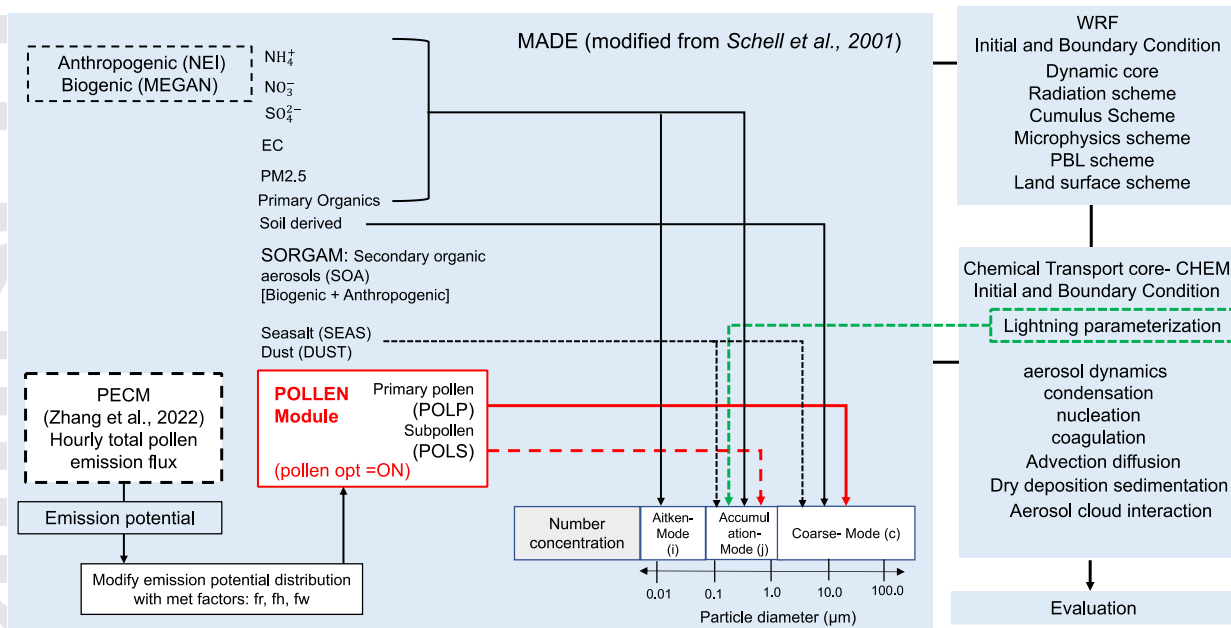 MADE (modified from Schell et al., 2001)
Anthropogenic (NEI)
Biogenic (MEGAN)
NH₄⁺
NO₃⁻
SO₄²⁻
EC
PM2.5
Primary Organics
Soil derived
SORGAM: Secondary organic
aerosols (SOA)
[Biogenic + Anthropogenic]
Seasalt (SEAS)
Dust (DUST)
PECM
(Zhang et al., 2022)
Hourly total pollen
emission flux
Emission potential
Modify emission potential distribution
with met factors: fr, fh, fw
POLLEN
Module
(pollen opt =ON)
Primary pollen
(POLP)
Subpollen
(POLS)
Number
concentration
Aitken-
Mode
(i)
Accumul
ation-
Mode (j)
Coarse- Mode (c)
0.01 0.1 1.0 10.0 100.0
Particle diameter (μm)
WRF
Initial and Boundary Condition
Dynamic core
Radiation scheme
Cumulus Scheme
Microphysics scheme
PBL scheme
Land surface scheme
Chemical Transport core- CHEM
Initial and Boundary Condition
Lightning parameterization
aerosol dynamics
condensation
nucleation
coagulation
Advection diffusion
Dry deposition sedimentation
Aerosol cloud interaction
Evaluation